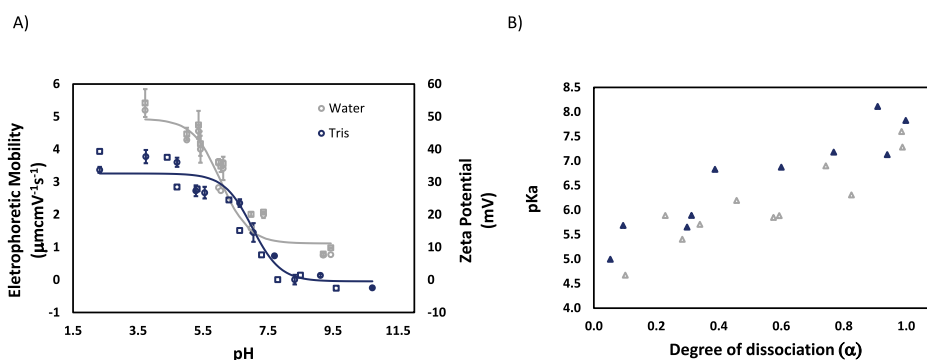 A)
B)
Eletrophoretic Mobility
(µmcmV⁻¹s⁻¹)
6
5
4
3
2
1
0
-1
Water
Tris
60
50
40
30
20
10
0
-10
Zeta Potential
(mV)
1.5 3.5 5.5 7.5 9.5 11.5
pH
pKa
8.5
8.0
7.5
7.0
6.5
6.0
5.5
5.0
4.5
4.0
0.0 0.2 0.4 0.6 0.8 1.0
Degree of dissociation (α)